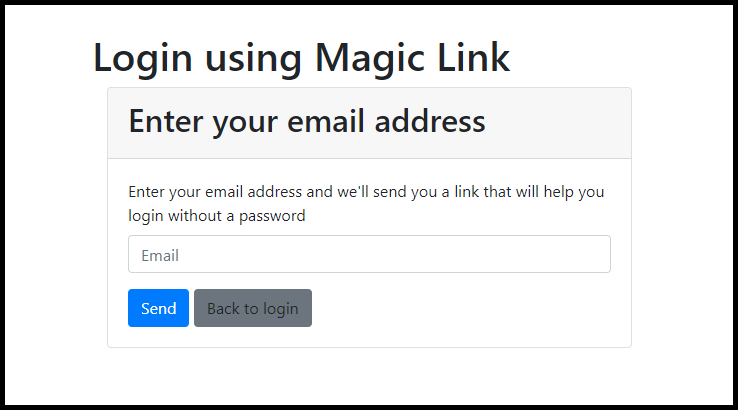 Login using Magic Link
Enter your email address
Enter your email address and we'll send you a link that will help you
login without a password
Email
Send Back to login